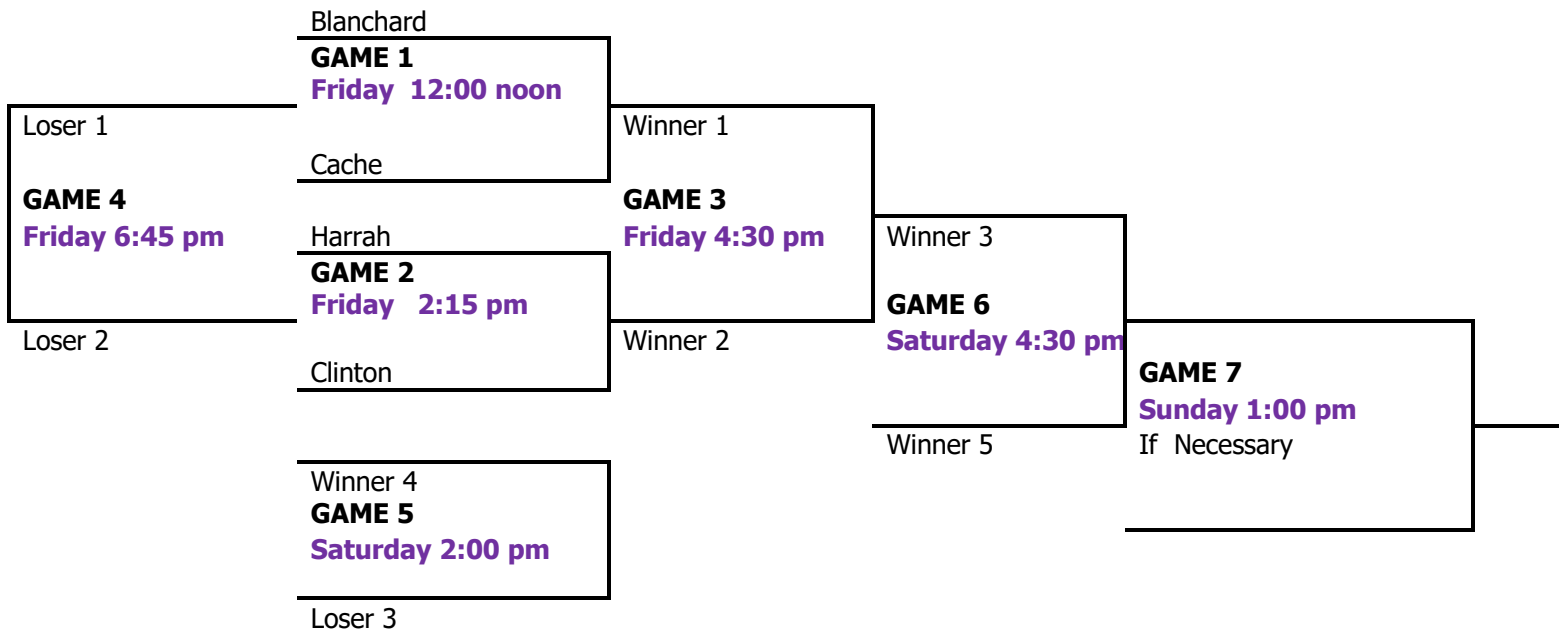 Blanchard
GAME 1
Friday  12:00 noon
Loser 1
Winner 1
Cache
GAME 4
GAME 3
Friday 6:45 pm
Harrah
Friday 4:30 pm
Winner 3
GAME 2
Friday   2:15 pm
GAME 6
Loser 2
Winner 2
Saturday 4:30 pm
Clinton
GAME 7
Sunday 1:00 pm
Winner 5
If  Necessary
Winner 4
GAME 5
Saturday 2:00 pm
Loser 3